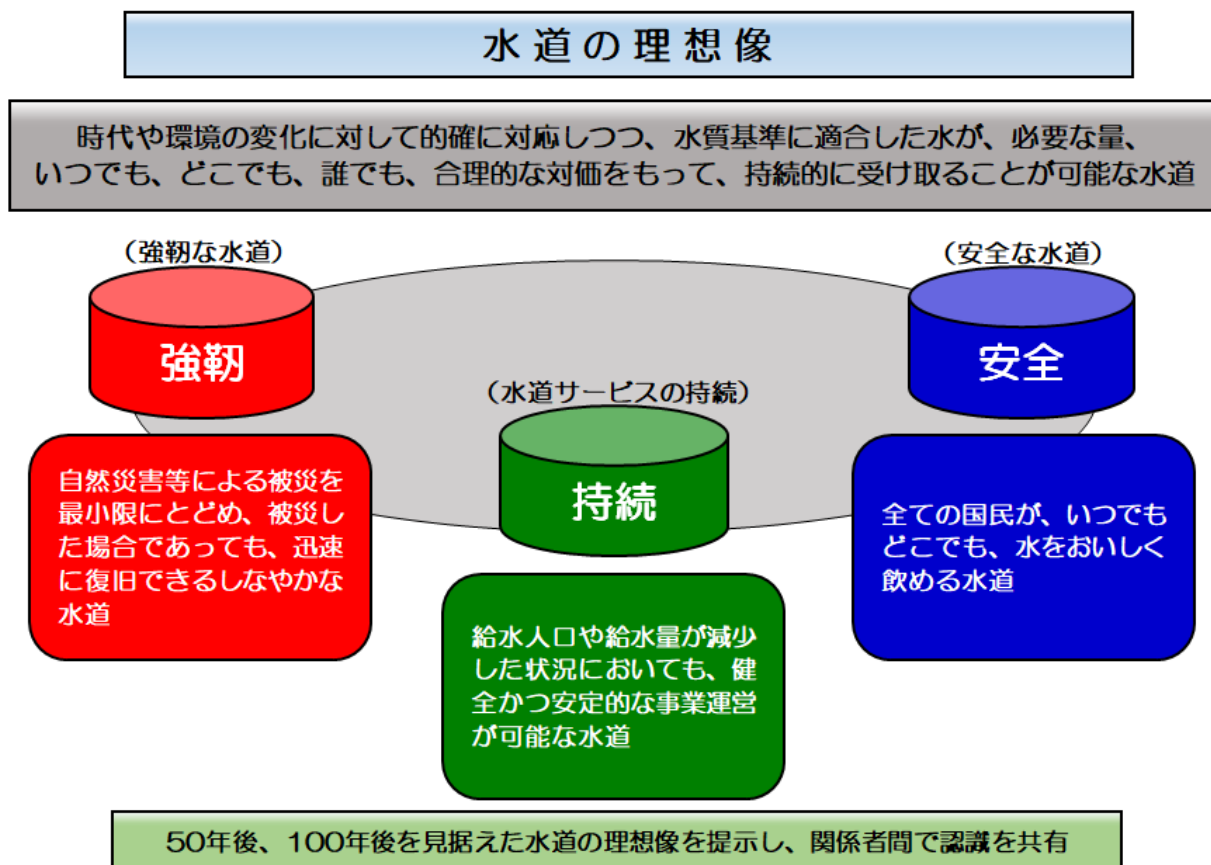 水道の理想像
時代や環境の変化に対して的確に対応しつつ、水質基準に適合した水が、必要な量、
いつでも、どこでも、誰でも、合理的な対価をもって、持続的に受け取ることが可能な水道
（強靭な水道）
強靭
自然災害等による被災を
最小限にとどめ、被災し
た場合であっても、迅速
に復旧できるしなやかな
水道
（水道サービスの持続）
持続
給水人口や給水量が減少
した状況においても、健
全かつ安定的な事業運営
が可能な水道
（安全な水道）
安全
全ての国民が、いつでも
どこでも、水をおいしく
飲める水道
50年後、100年後を見据えた水道の理想像を提示し、関係者間で認識を共有